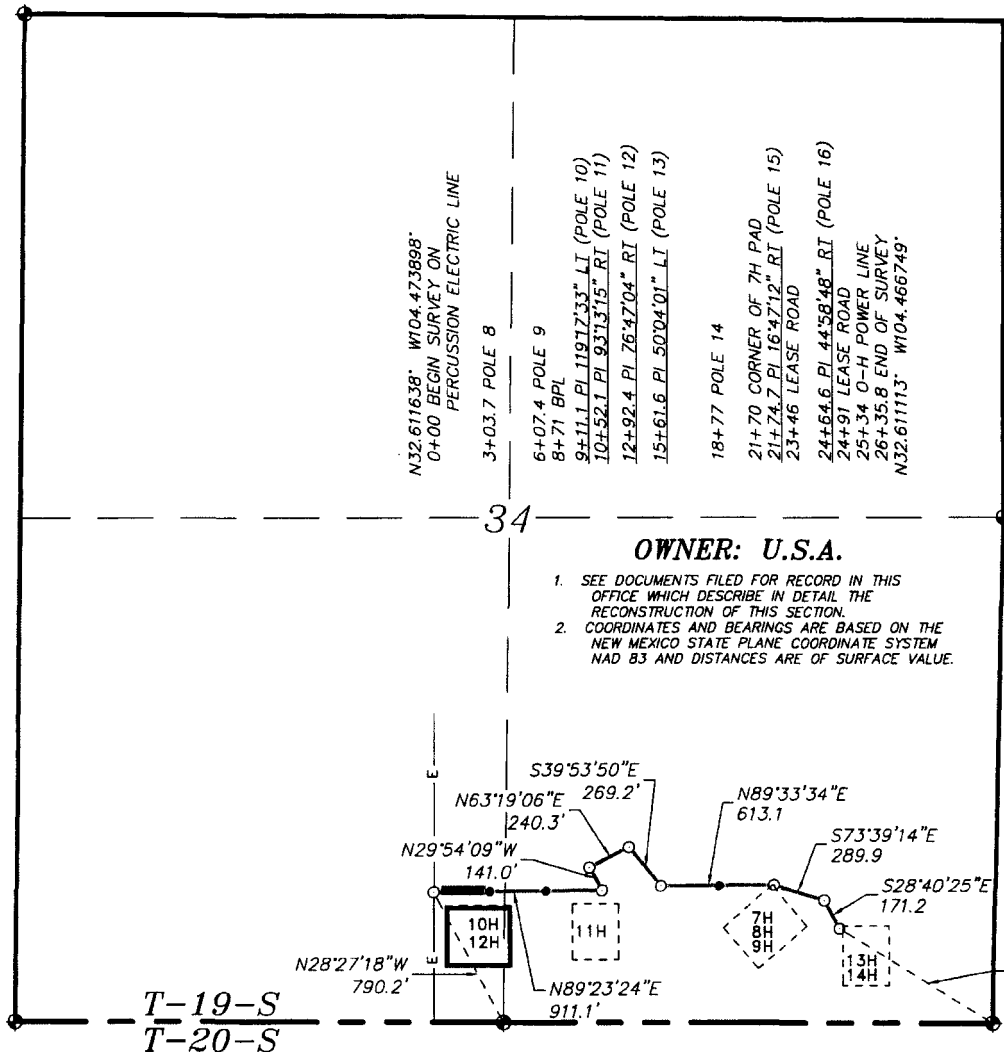 N32.611638° W104.473898°
0+00 BEGIN SURVEY ON
PERCUSSION ELECTRIC LINE
3+03.7 POLE 8
6+07.4 POLE 9
8+71 BPL
9+11.1 PI 119°17'33" LT (POLE 10)
10+52.1 PI 93°13'15" RT (POLE 11)
12+92.4 PI 76°47'04" RT (POLE 12)
15+61.6 PI 50°04'01" LT (POLE 13)
18+77 POLE 14
21+70 CORNER OF 7H PAD
21+74.7 PI 16°47'12" RT (POLE 15)
23+46 LEASE ROAD
24+64.6 PI 44°58'48" RT (POLE 16)
24+91 LEASE ROAD
25+34 O-H POWER LINE
26+35.8 END OF SURVEY
N32.611113° W104.466749°
34
OWNER: U.S.A.
1. SEE DOCUMENTS FILED FOR RECORD IN THIS
OFFICE WHICH DESCRIBE IN DETAIL THE
RECONSTRUCTION OF THIS SECTION.
2. COORDINATES AND BEARINGS ARE BASED ON THE
NEW MEXICO STATE PLANE COORDINATE SYSTEM
NAD 83 AND DISTANCES ARE OF SURFACE VALUE.
E
S39°53'50"E
269.2'
N63°19'06"E
240.3'
N89°33'34"E
613.1
N29°54'09"W
141.0'
S73°39'14"E
289.9
S28°40'25"E
171.2
10H
12H
11H
7H
8H
9H
13H
14H
E
N28°27'18"W
790.2'
N89°23'24"E
911.1'
T-19-S
T-20-S